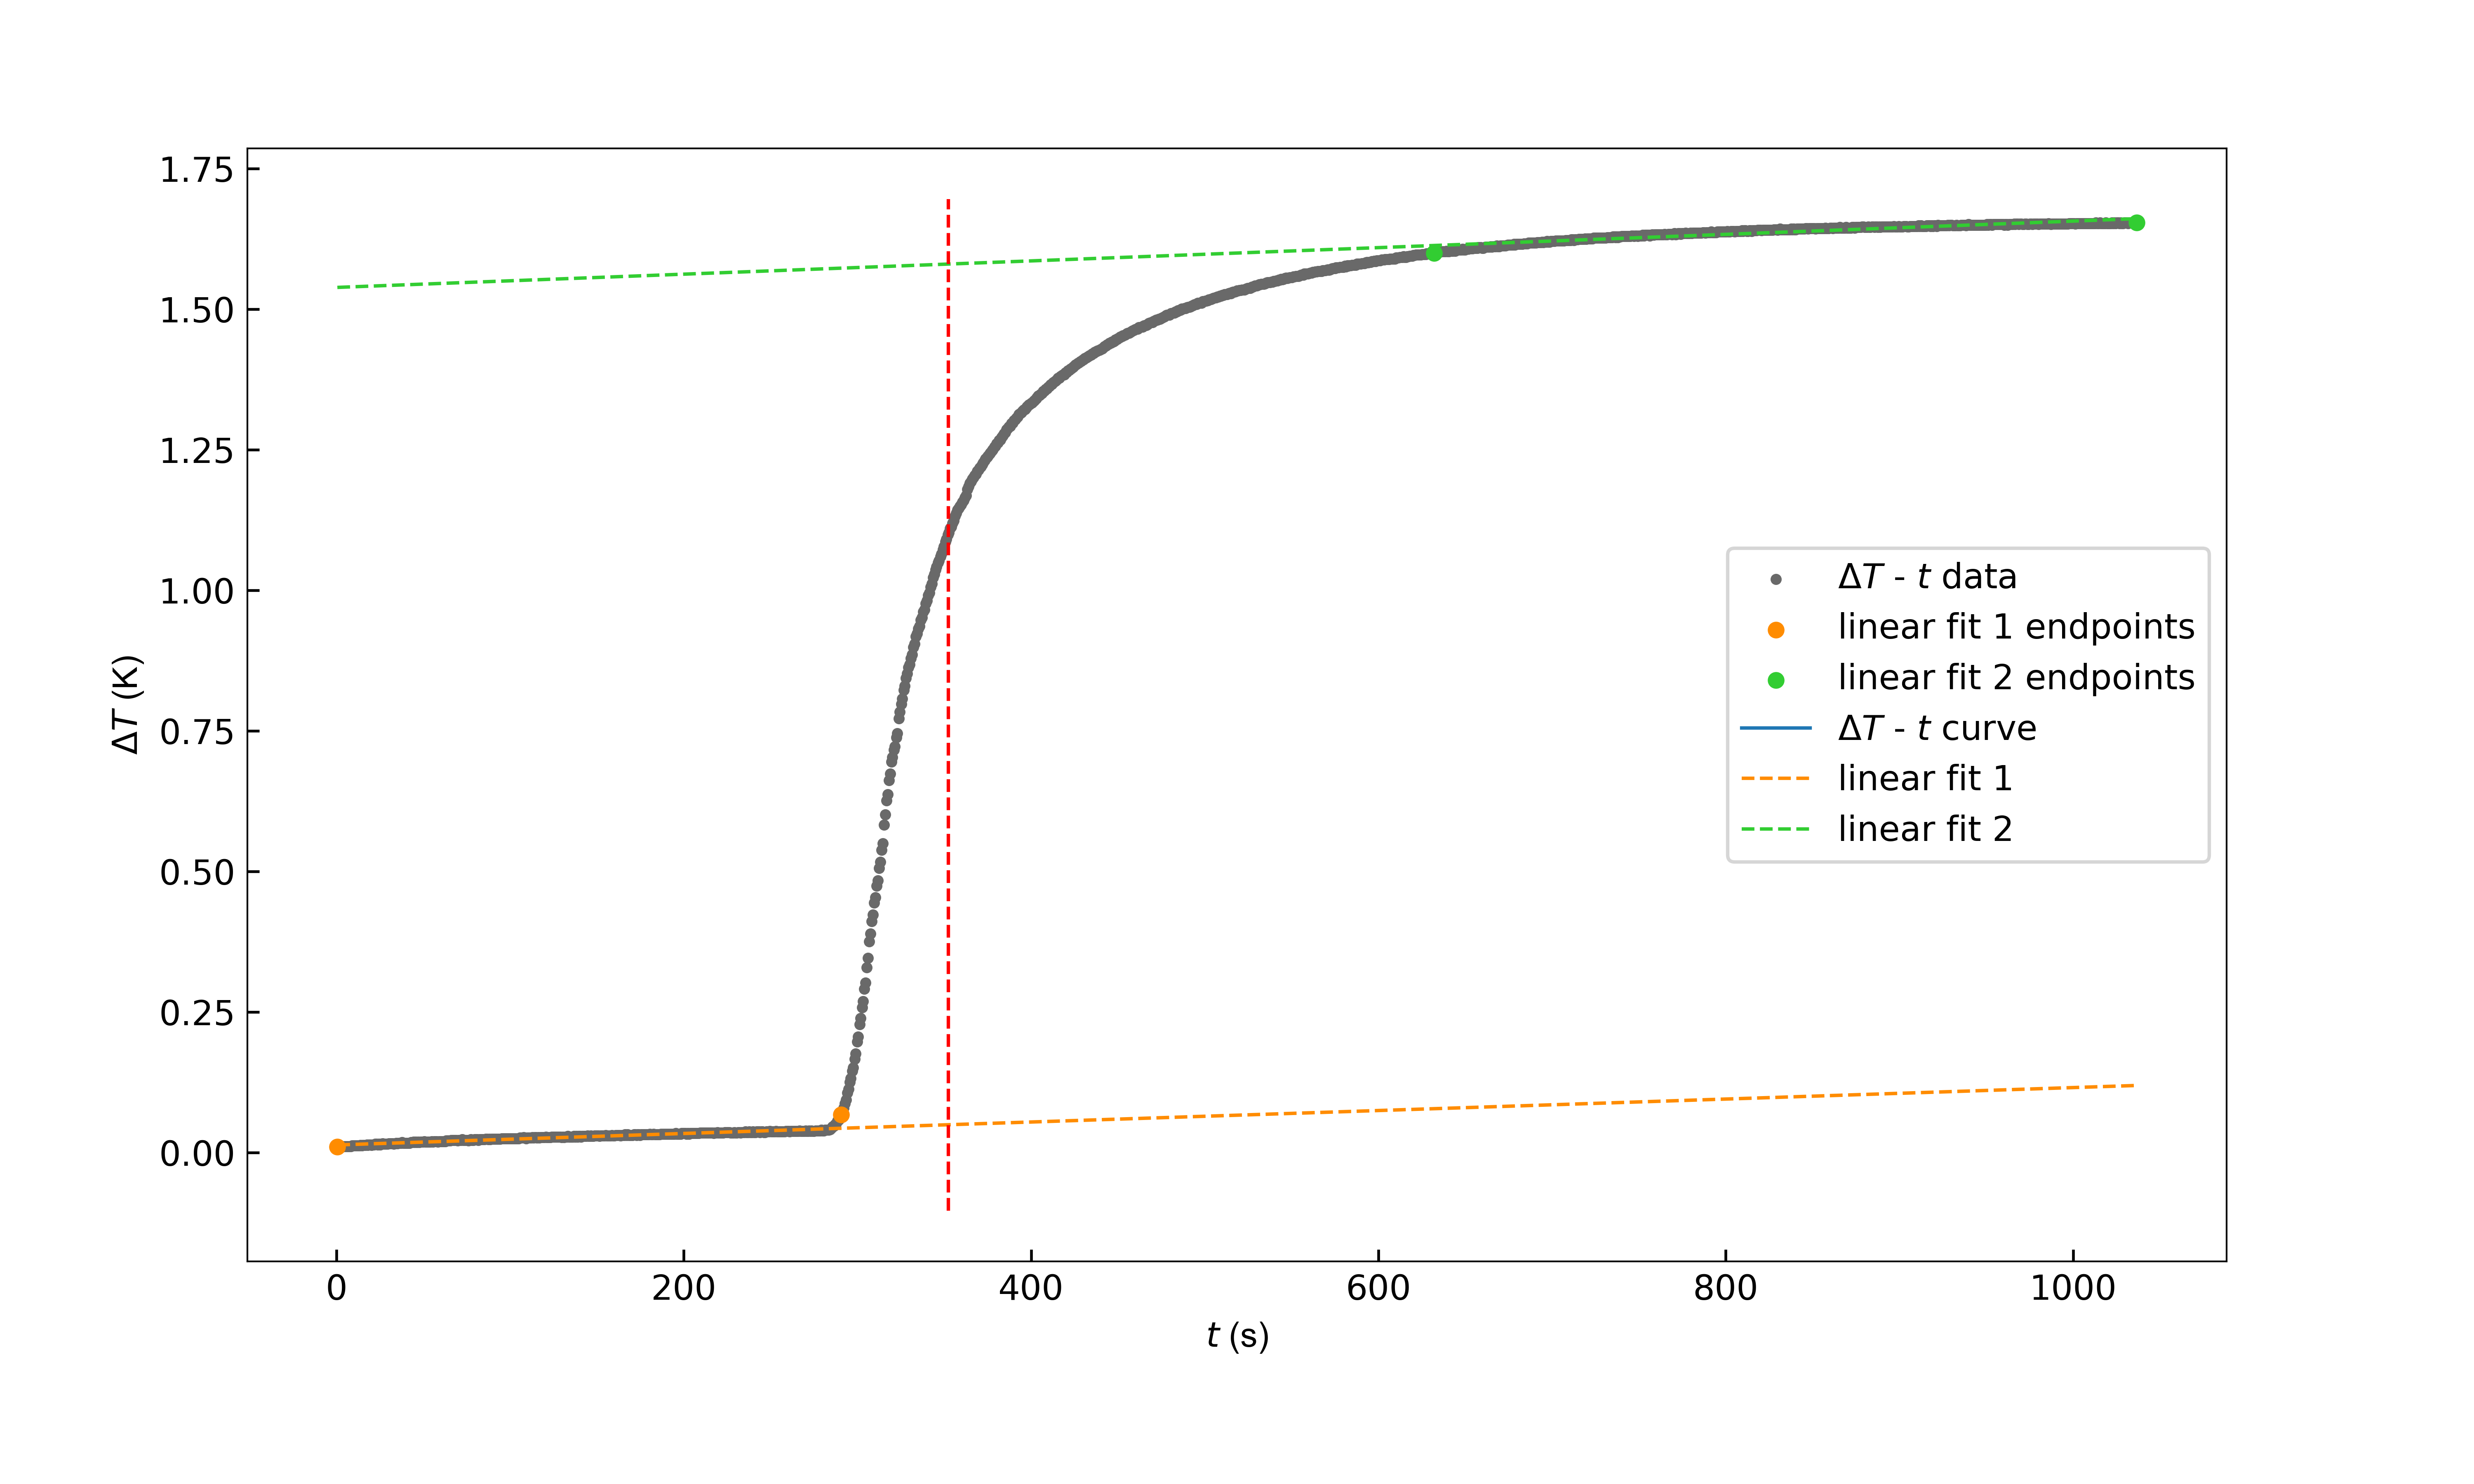 1.75
1.50
1.25
1.00
0.75
0.50
0.25
0.00
ΔT (K)
0
200
400
600
800
1000
t (s)
ΔT - t data
linear fit 1 endpoints
linear fit 2 endpoints
ΔT - t curve
linear fit 1
linear fit 2